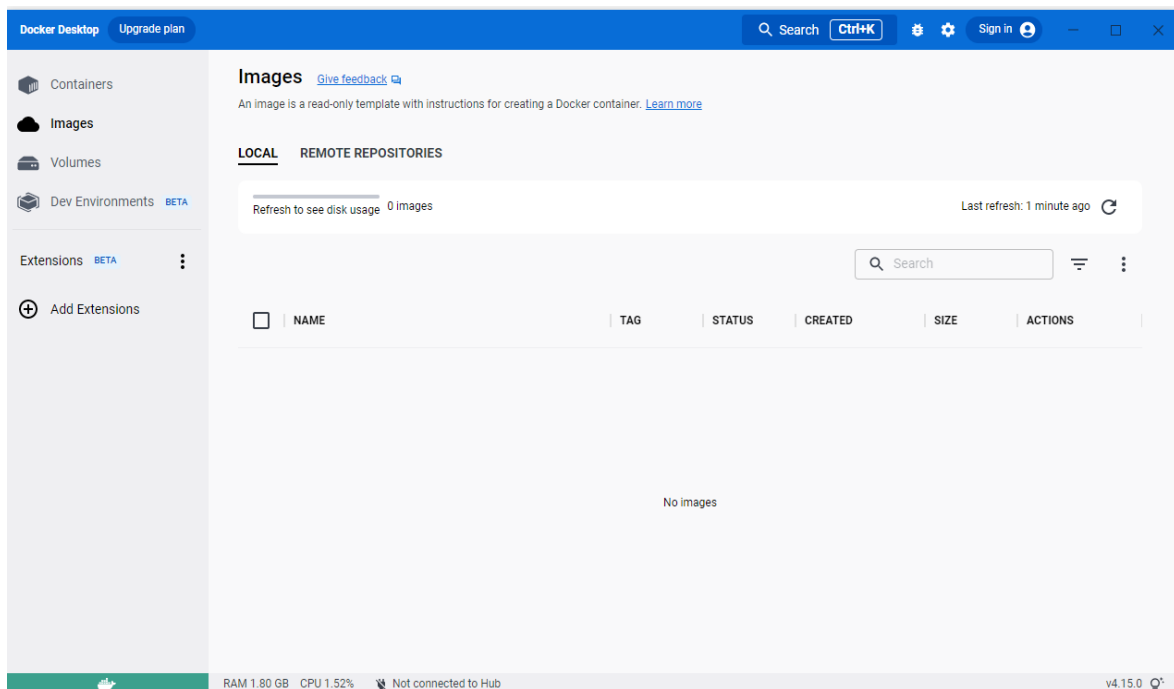 Docker Desktop Upgrade plan Search Ctrl+K Sign in
Containers
Images
Volumes
Dev Environments BETA
Extensions BETA
Add Extensions
Images Give feedback
An image is a read-only template with instructions for creating a Docker container. Learn more
LOCAL REMOTE REPOSITORIES
Refresh to see disk usage 0 images Last refresh: 1 minute ago
Search
NAME TAG STATUS CREATED SIZE ACTIONS
No images
RAM 1.80 GB CPU 1.52% Not connected to Hub v4.15.0